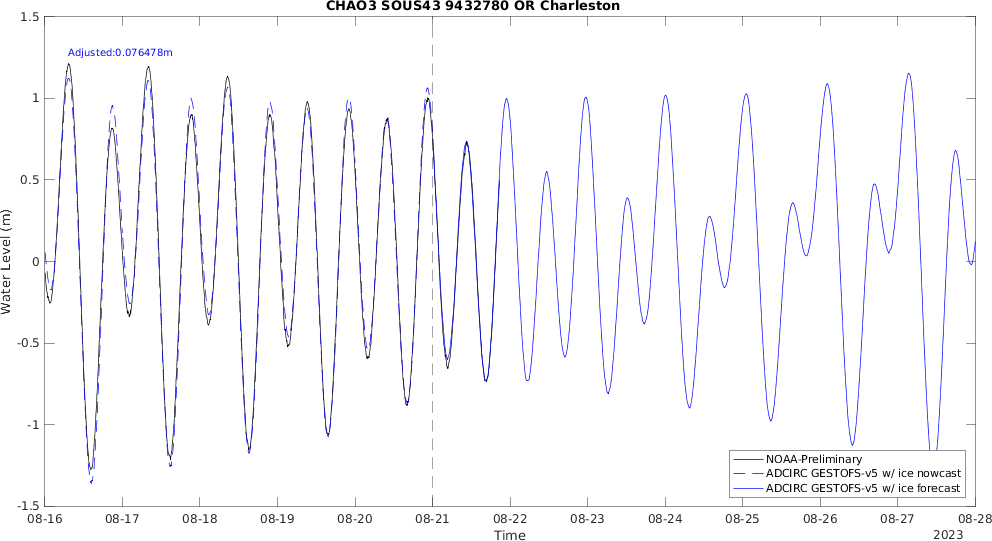 CHAO3 SOUS43 9432780 OR Charleston
Adjusted:0.076478m
1.5
1
0.5
0
-0.5
-1
-1.5
Water Level (m)
NOAA-Preliminary
ADCIRC GESTOFS-v5 w/ ice nowcast
ADCIRC GESTOFS-v5 w/ ice forecast
08-16 08-17 08-18 08-19 08-20 08-21 08-22 08-23 08-24 08-25 08-26 08-27 08-28
Time
2023